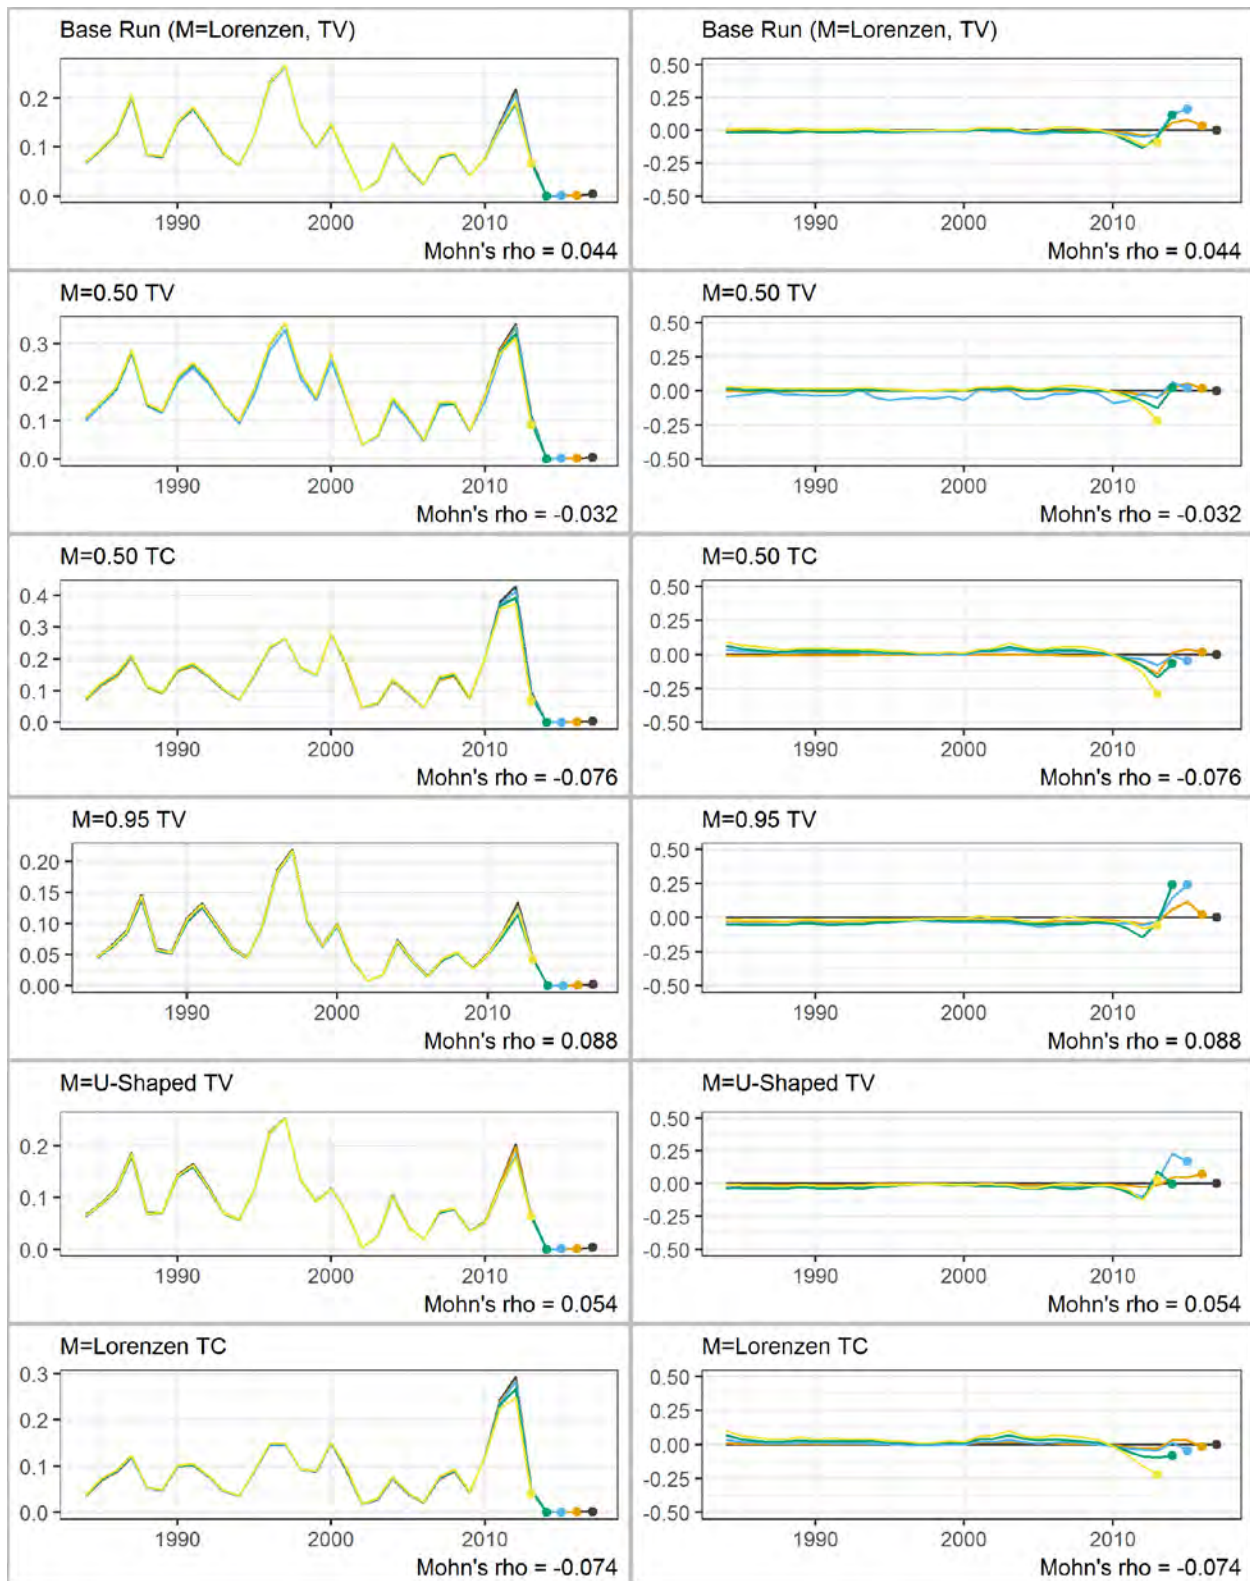 Base Run (M=Lorenzen, TV)
0.2
0.1
0.0
1990 2000 2010
Mohn's rho = 0.044
Base Run (M=Lorenzen, TV)
0.50
0.25
0.00
-0.25
-0.50
1990 2000 2010
Mohn's rho = 0.044
M=0.50 TV
0.3
0.2
0.1
0.0
1990 2000 2010
Mohn's rho = -0.032
M=0.50 TV
0.50
0.25
0.00
-0.25
-0.50
1990 2000 2010
Mohn's rho = -0.032
M=0.50 TC
0.4
0.3
0.2
0.1
0.0
1990 2000 2010
Mohn's rho = -0.076
M=0.50 TC
0.50
0.25
0.00
-0.25
-0.50
1990 2000 2010
Mohn's rho = -0.076
M=0.95 TV
0.20
0.15
0.10
0.05
0.00
1990 2000 2010
Mohn's rho = 0.088
M=0.95 TV
0.50
0.25
0.00
-0.25
-0.50
1990 2000 2010
Mohn's rho = 0.088
M=U-Shaped TV
0.2
0.1
0.0
1990 2000 2010
Mohn's rho = 0.054
M=U-Shaped TV
0.50
0.25
0.00
-0.25
-0.50
1990 2000 2010
Mohn's rho = 0.054
M=Lorenzen TC
0.3
0.2
0.1
0.0
1990 2000 2010
Mohn's rho = -0.074
M=Lorenzen TC
0.50
0.25
0.00
-0.25
-0.50
1990 2000 2010
Mohn's rho = -0.074